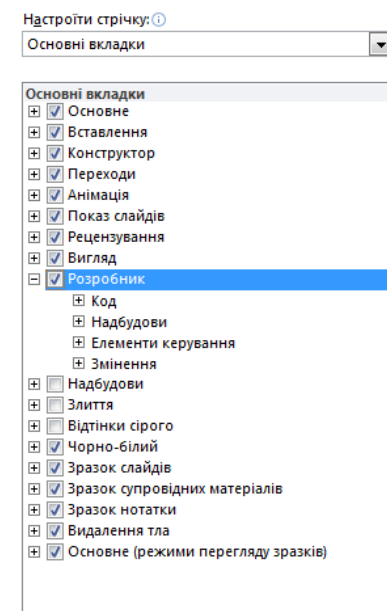 Настроїти стрічку:
Основні вкладки
Основні вкладки
Основне
Вставлення
Конструктор
Переходи
Анімація
Показ слайдів
Рецензування
Вигляд
Розробник
Код
Надбудови
Елементи керування
Змінення
Надбудови
Злиття
Відтінки сірого
Чорно-білий
Зразок слайдів
Зразок супровідних матеріалів
Зразок нотатки
Видалення тла
Основне (режими перегляду зразків)